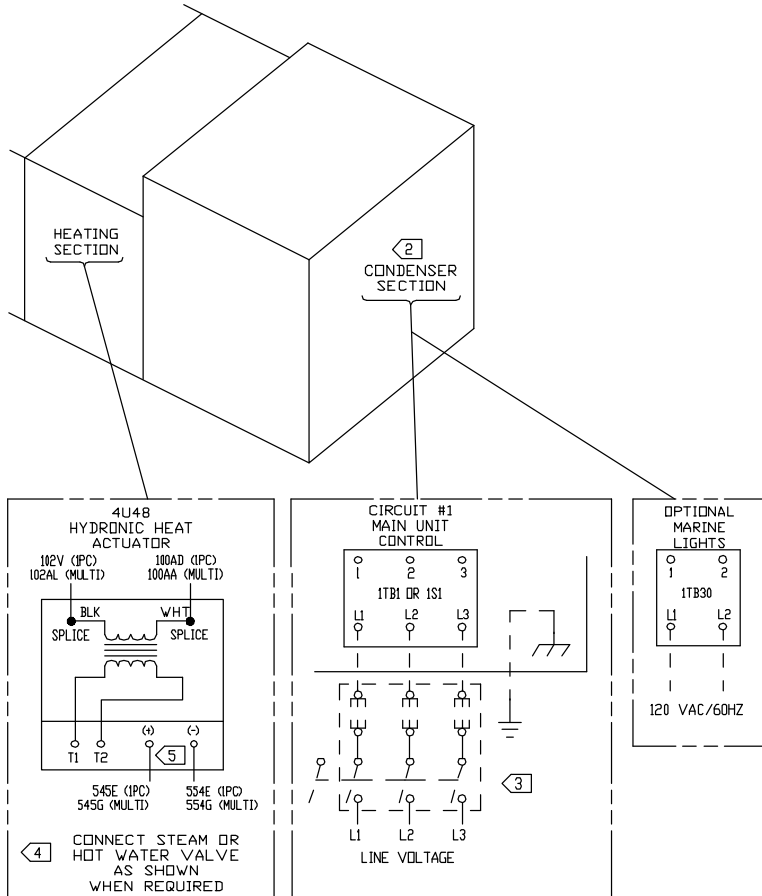 HEATING
SECTION
2
CONDENSER
SECTION
4U48
HYDRONIC HEAT
ACTUATOR
102V (IPC)
102AL (MULTI)
100AD (IPC)
100AA (MULTI)
BLK
WHT
SPLICE
SPLICE
T1
T2
(+)
(-)
5
545E (IPC)
545G (MULTI)
554E (IPC)
554G (MULTI)
4
CONNECT STEAM OR
HOT WATER VALVE
AS SHOWN
WHEN REQUIRED
CIRCUIT #1
MAIN UNIT
CONTROL
1 2 3
1TB1 OR 1S1
L1 L2 L3
3
L1 L2 L3
LINE VOLTAGE
OPTIONAL
MARINE
LIGHTS
1 2
1TB30
L1 L2
120 VAC/60HZ